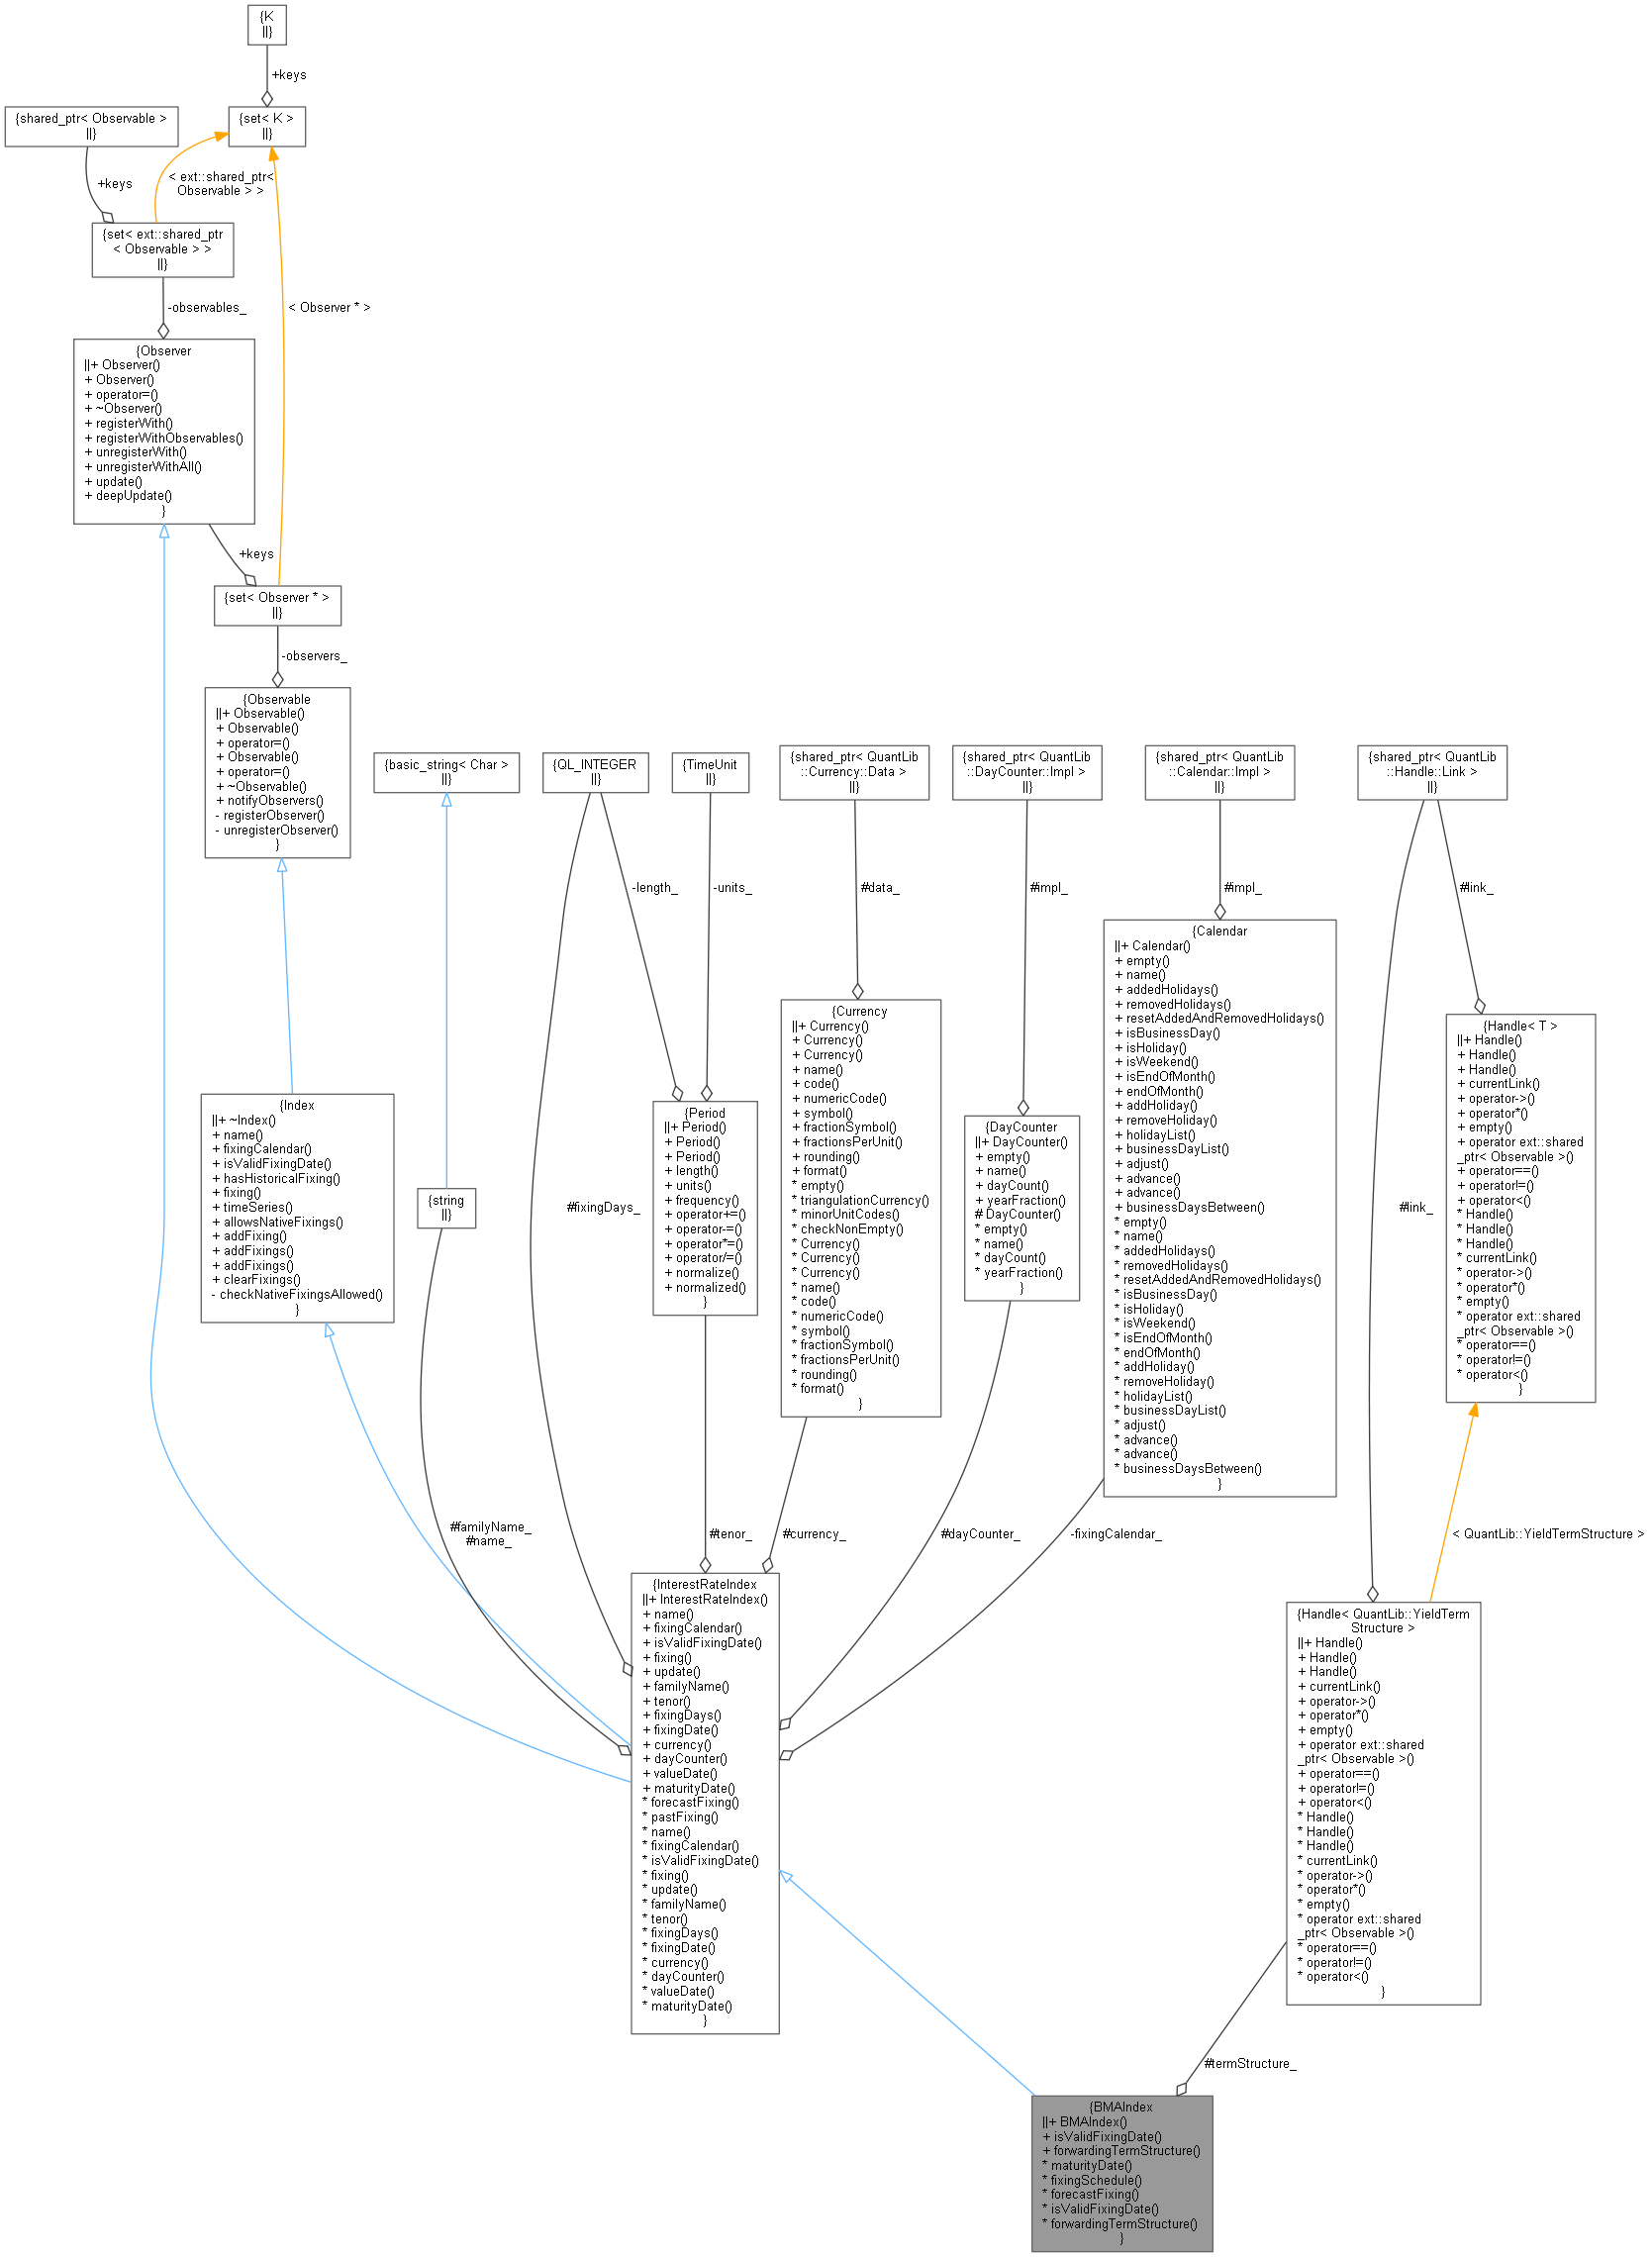 {K
||}
+keys
{shared_ptr< Observable >
||}
{set< K >
||}
+keys
< ext::shared_ptr<
Observable > >
{set< ext::shared_ptr
< Observable > >
||}
-observables_
< Observer * >
{Observer
||+ Observer()
+ Observer()
+ operator=()
+ ~Observer()
+ registerWith()
+ registerWithObservables()
+ unregisterWith()
+ unregisterWithAll()
+ update()
+ deepUpdate()
}
+keys
{set< Observer * >
||}
-observers_
{Observable
||+ Observable()
+ Observable()
+ operator=()
+ Observable()
+ operator=()
+ ~Observable()
+ notifyObservers()
- registerObserver()
- unregisterObserver()
}
{basic_string< Char >
||}
{QL_INTEGER
||}
{TimeUnit
||}
{shared_ptr< QuantLib
::Currency::Data >
||}
{shared_ptr< QuantLib
::DayCounter::Impl >
||}
{shared_ptr< QuantLib
::Calendar::Impl >
||}
{shared_ptr< QuantLib
::Handle::Link >
||}
-length_
-units_
#data_
#impl_
#impl_
#link_
{Index
||+ ~Index()
+ name()
+ fixingCalendar()
+ isValidFixingDate()
+ hasHistoricalFixing()
+ fixing()
+ timeSeries()
+ allowsNativeFixings()
+ addFixing()
+ addFixings()
+ addFixings()
+ clearFixings()
- checkNativeFixingsAllowed()
}
{string
||}
#fixingDays_
{Period
||+ Period()
+ Period()
+ Period()
+ length()
+ units()
+ frequency()
+ operator+=()
+ operator-=()
+ operator*=()
+ operator/=()
+ normalize()
+ normalized()
}
{Currency
||+ Currency()
+ Currency()
+ Currency()
+ name()
+ code()
+ numericCode()
+ symbol()
+ fractionSymbol()
+ fractionsPerUnit()
+ rounding()
+ format()
* empty()
* triangulationCurrency()
* minorUnitCodes()
* checkNonEmpty()
* Currency()
* Currency()
* Currency()
* name()
* code()
* numericCode()
* symbol()
* fractionSymbol()
* fractionsPerUnit()
* rounding()
* format()
}
{DayCounter
||+ DayCounter()
+ empty()
+ name()
+ dayCount()
+ yearFraction()
# DayCounter()
* empty()
* name()
* dayCount()
* yearFraction()
}
{Calendar
||+ Calendar()
+ empty()
+ name()
+ addedHolidays()
+ removedHolidays()
+ resetAddedAndRemovedHolidays()
+ isBusinessDay()
+ isHoliday()
+ isWeekend()
+ isEndOfMonth()
+ endOfMonth()
+ addHoliday()
+ removeHoliday()
+ holidayList()
+ businessDayList()
+ adjust()
+ advance()
+ advance()
+ businessDaysBetween()
* empty()
* name()
* addedHolidays()
* removedHolidays()
* resetAddedAndRemovedHolidays()
* isBusinessDay()
* isHoliday()
* isWeekend()
* isEndOfMonth()
* endOfMonth()
* addHoliday()
* removeHoliday()
* holidayList()
* businessDayList()
* adjust()
* advance()
* advance()
* businessDaysBetween()
}
#link_
{Handle< T >
||+ Handle()
+ Handle()
+ Handle()
+ currentLink()
+ operator->()
+ operator*()
+ empty()
+ operator ext::shared
_ptr< Observable >()
+ operator==()
+ operator!=()
+ operator<()
* Handle()
* Handle()
* Handle()
* currentLink()
* operator->()
* operator*()
* empty()
* operator ext::shared
_ptr< Observable >()
* operator==()
* operator!=()
* operator<()
}
#familyName_
#name_
#tenor_
#currency_
#dayCounter_
-fixingCalendar_
< QuantLib::YieldTermStructure >
{InterestRateIndex
||+ InterestRateIndex()
+ name()
+ fixingCalendar()
+ isValidFixingDate()
+ fixing()
+ update()
+ familyName()
+ tenor()
+ fixingDays()
+ fixingDate()
+ currency()
+ dayCounter()
+ valueDate()
+ maturityDate()
* forecastFixing()
* pastFixing()
* name()
* fixingCalendar()
* isValidFixingDate()
* fixing()
* update()
* familyName()
* tenor()
* fixingDays()
* fixingDate()
* currency()
* dayCounter()
* valueDate()
* maturityDate()
}
{Handle< QuantLib::YieldTerm
Structure >
||+ Handle()
+ Handle()
+ Handle()
+ currentLink()
+ operator->()
+ operator*()
+ empty()
+ operator ext::shared
_ptr< Observable >()
+ operator==()
+ operator!=()
+ operator<()
* Handle()
* Handle()
* Handle()
* currentLink()
* operator->()
* operator*()
* empty()
* operator ext::shared
_ptr< Observable >()
* operator==()
* operator!=()
* operator<()
}
#termStructure_
{BMAIndex
||+ BMAIndex()
+ isValidFixingDate()
+ forwardingTermStructure()
* maturityDate()
* fixingSchedule()
* forecastFixing()
* isValidFixingDate()
* forwardingTermStructure()
}